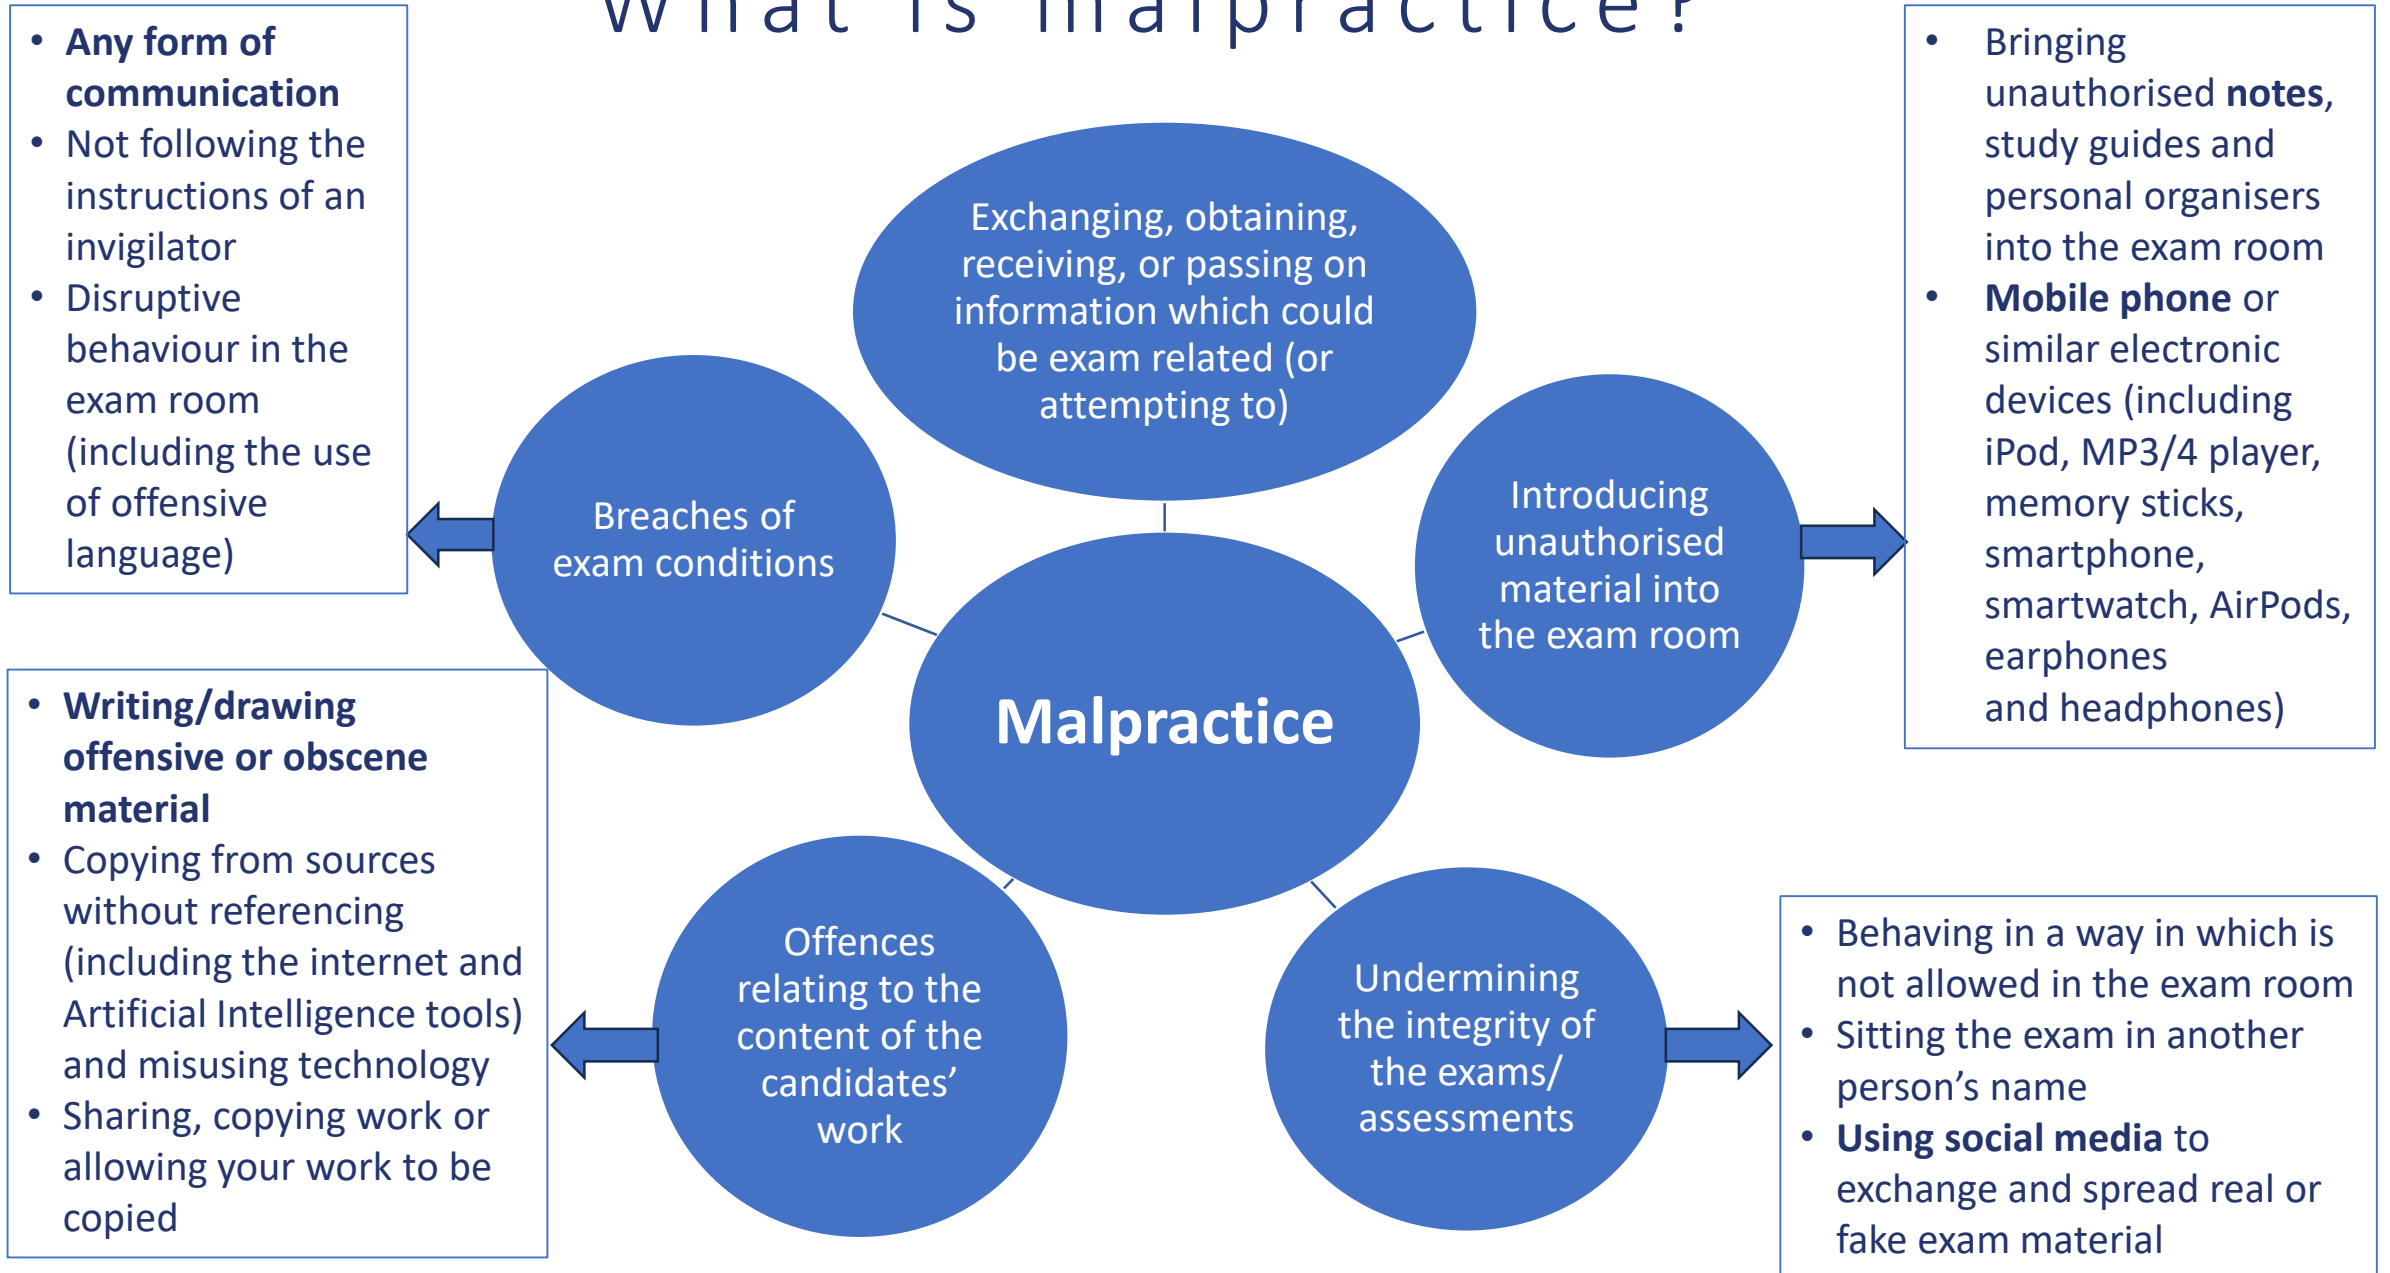 What is malpractice?
• Any form of
communication
• Not following the
instructions of an
invigilator
• Disruptive
behaviour in the
exam room
(including the use
of offensive
language)
Exchanging, obtaining,
receiving, or passing on
information which could
be exam related (or
attempting to)
• Bringing
unauthorised notes,
study guides and
personal organisers
into the exam room
• Mobile phone or
similar electronic
devices (including
iPod, MP3/4 player,
memory sticks,
smartphone,
smartwatch, AirPods,
earphones
and headphones)
Breaches of
exam conditions
Introducing
unauthorised
material into
the exam room
Malpractice
• Writing/drawing
offensive or obscene
material
• Copying from sources
without referencing
(including the internet and
Artificial Intelligence tools)
and misusing technology
• Sharing, copying work or
allowing your work to be
copied
Offences
relating to the
content of the
candidates’
work
Undermining
the integrity of
the exams/
assessments
• Behaving in a way in which is
not allowed in the exam room
• Sitting the exam in another
person’s name
• Using social media to
exchange and spread real or
fake exam material